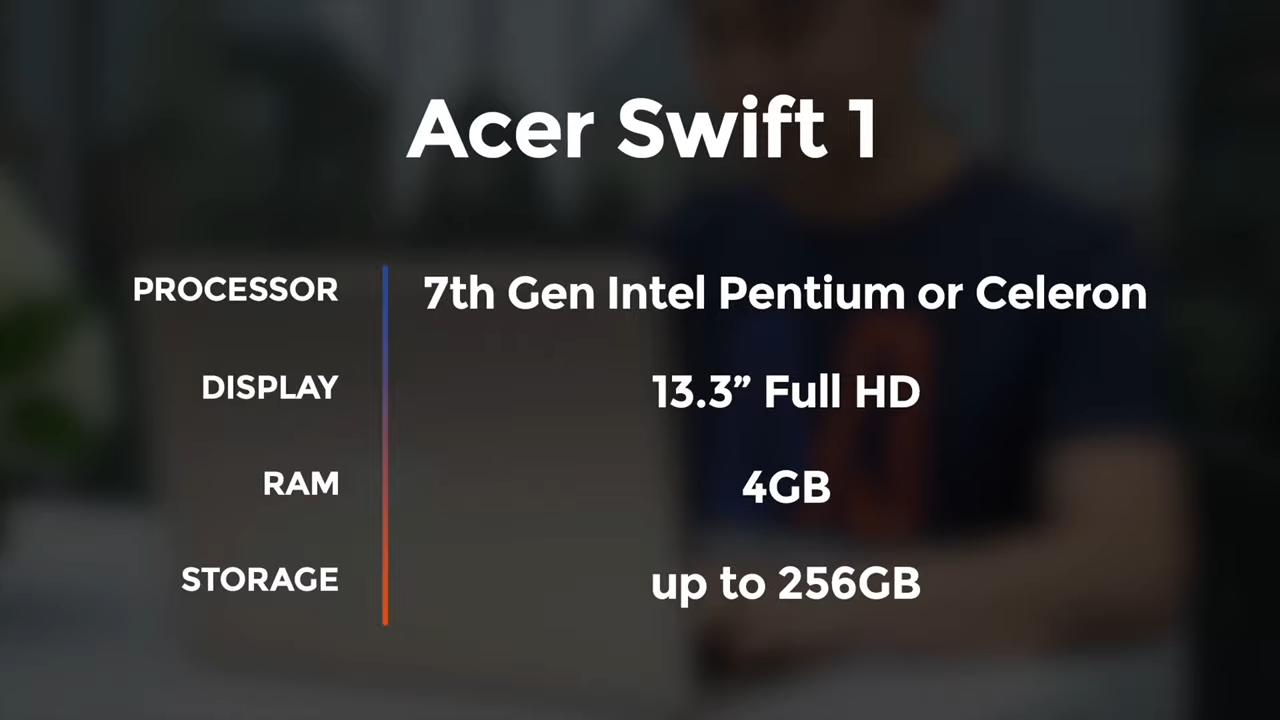 Acer Swift 1
PROCESSOR 7th Gen Intel Pentium or Celeron
DISPLAY 13.3” Full HD
RAM 4GB
STORAGE up to 256GB